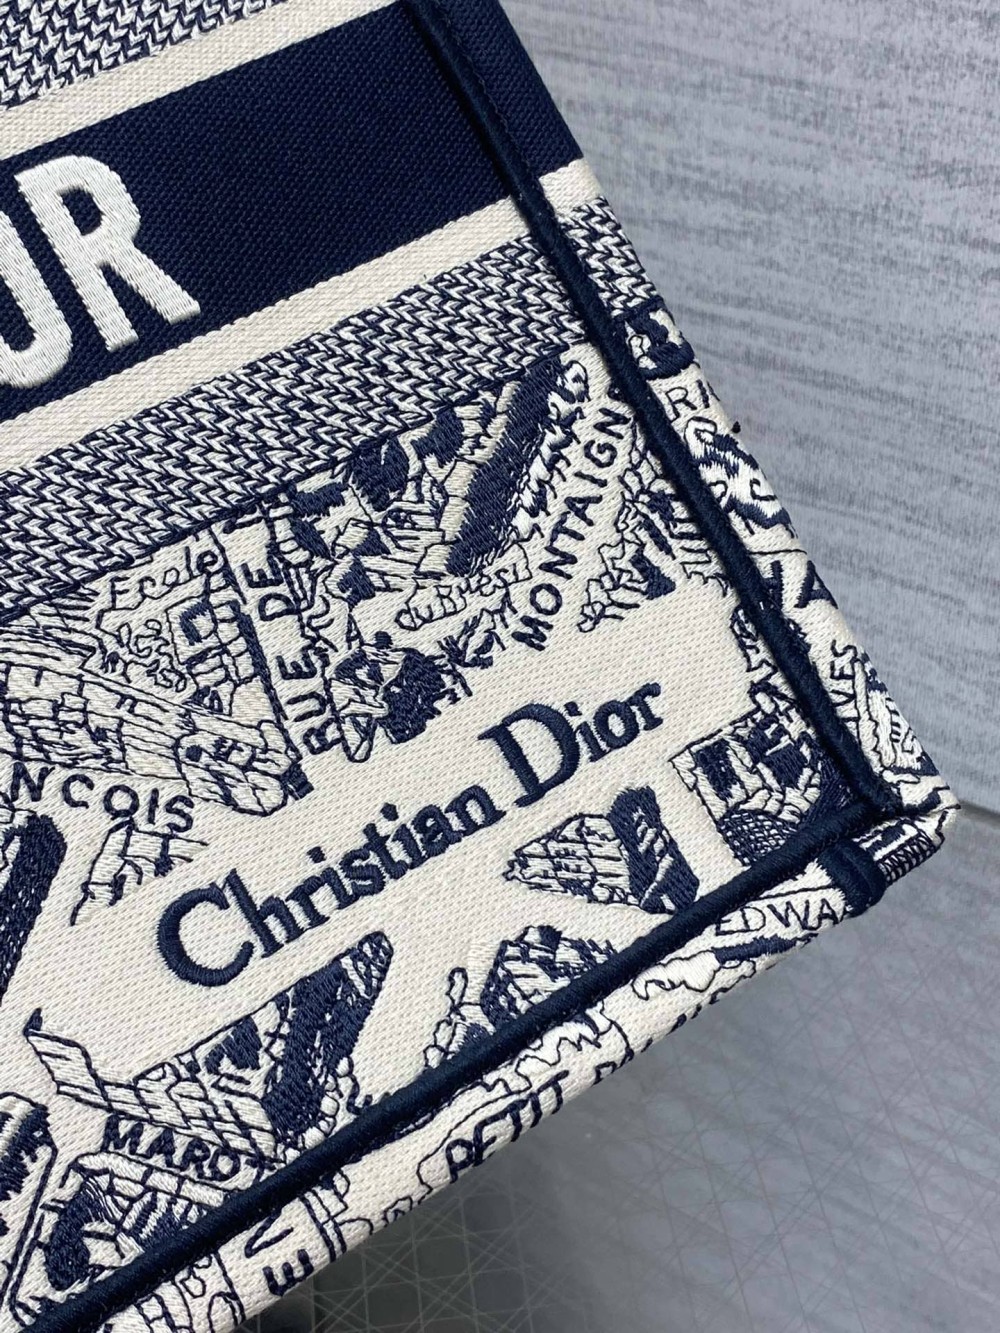 OR
Ecole
RUE DE
MONTAIGN
NCOIS
Christian Dior
MARO
EDWA
PETIT